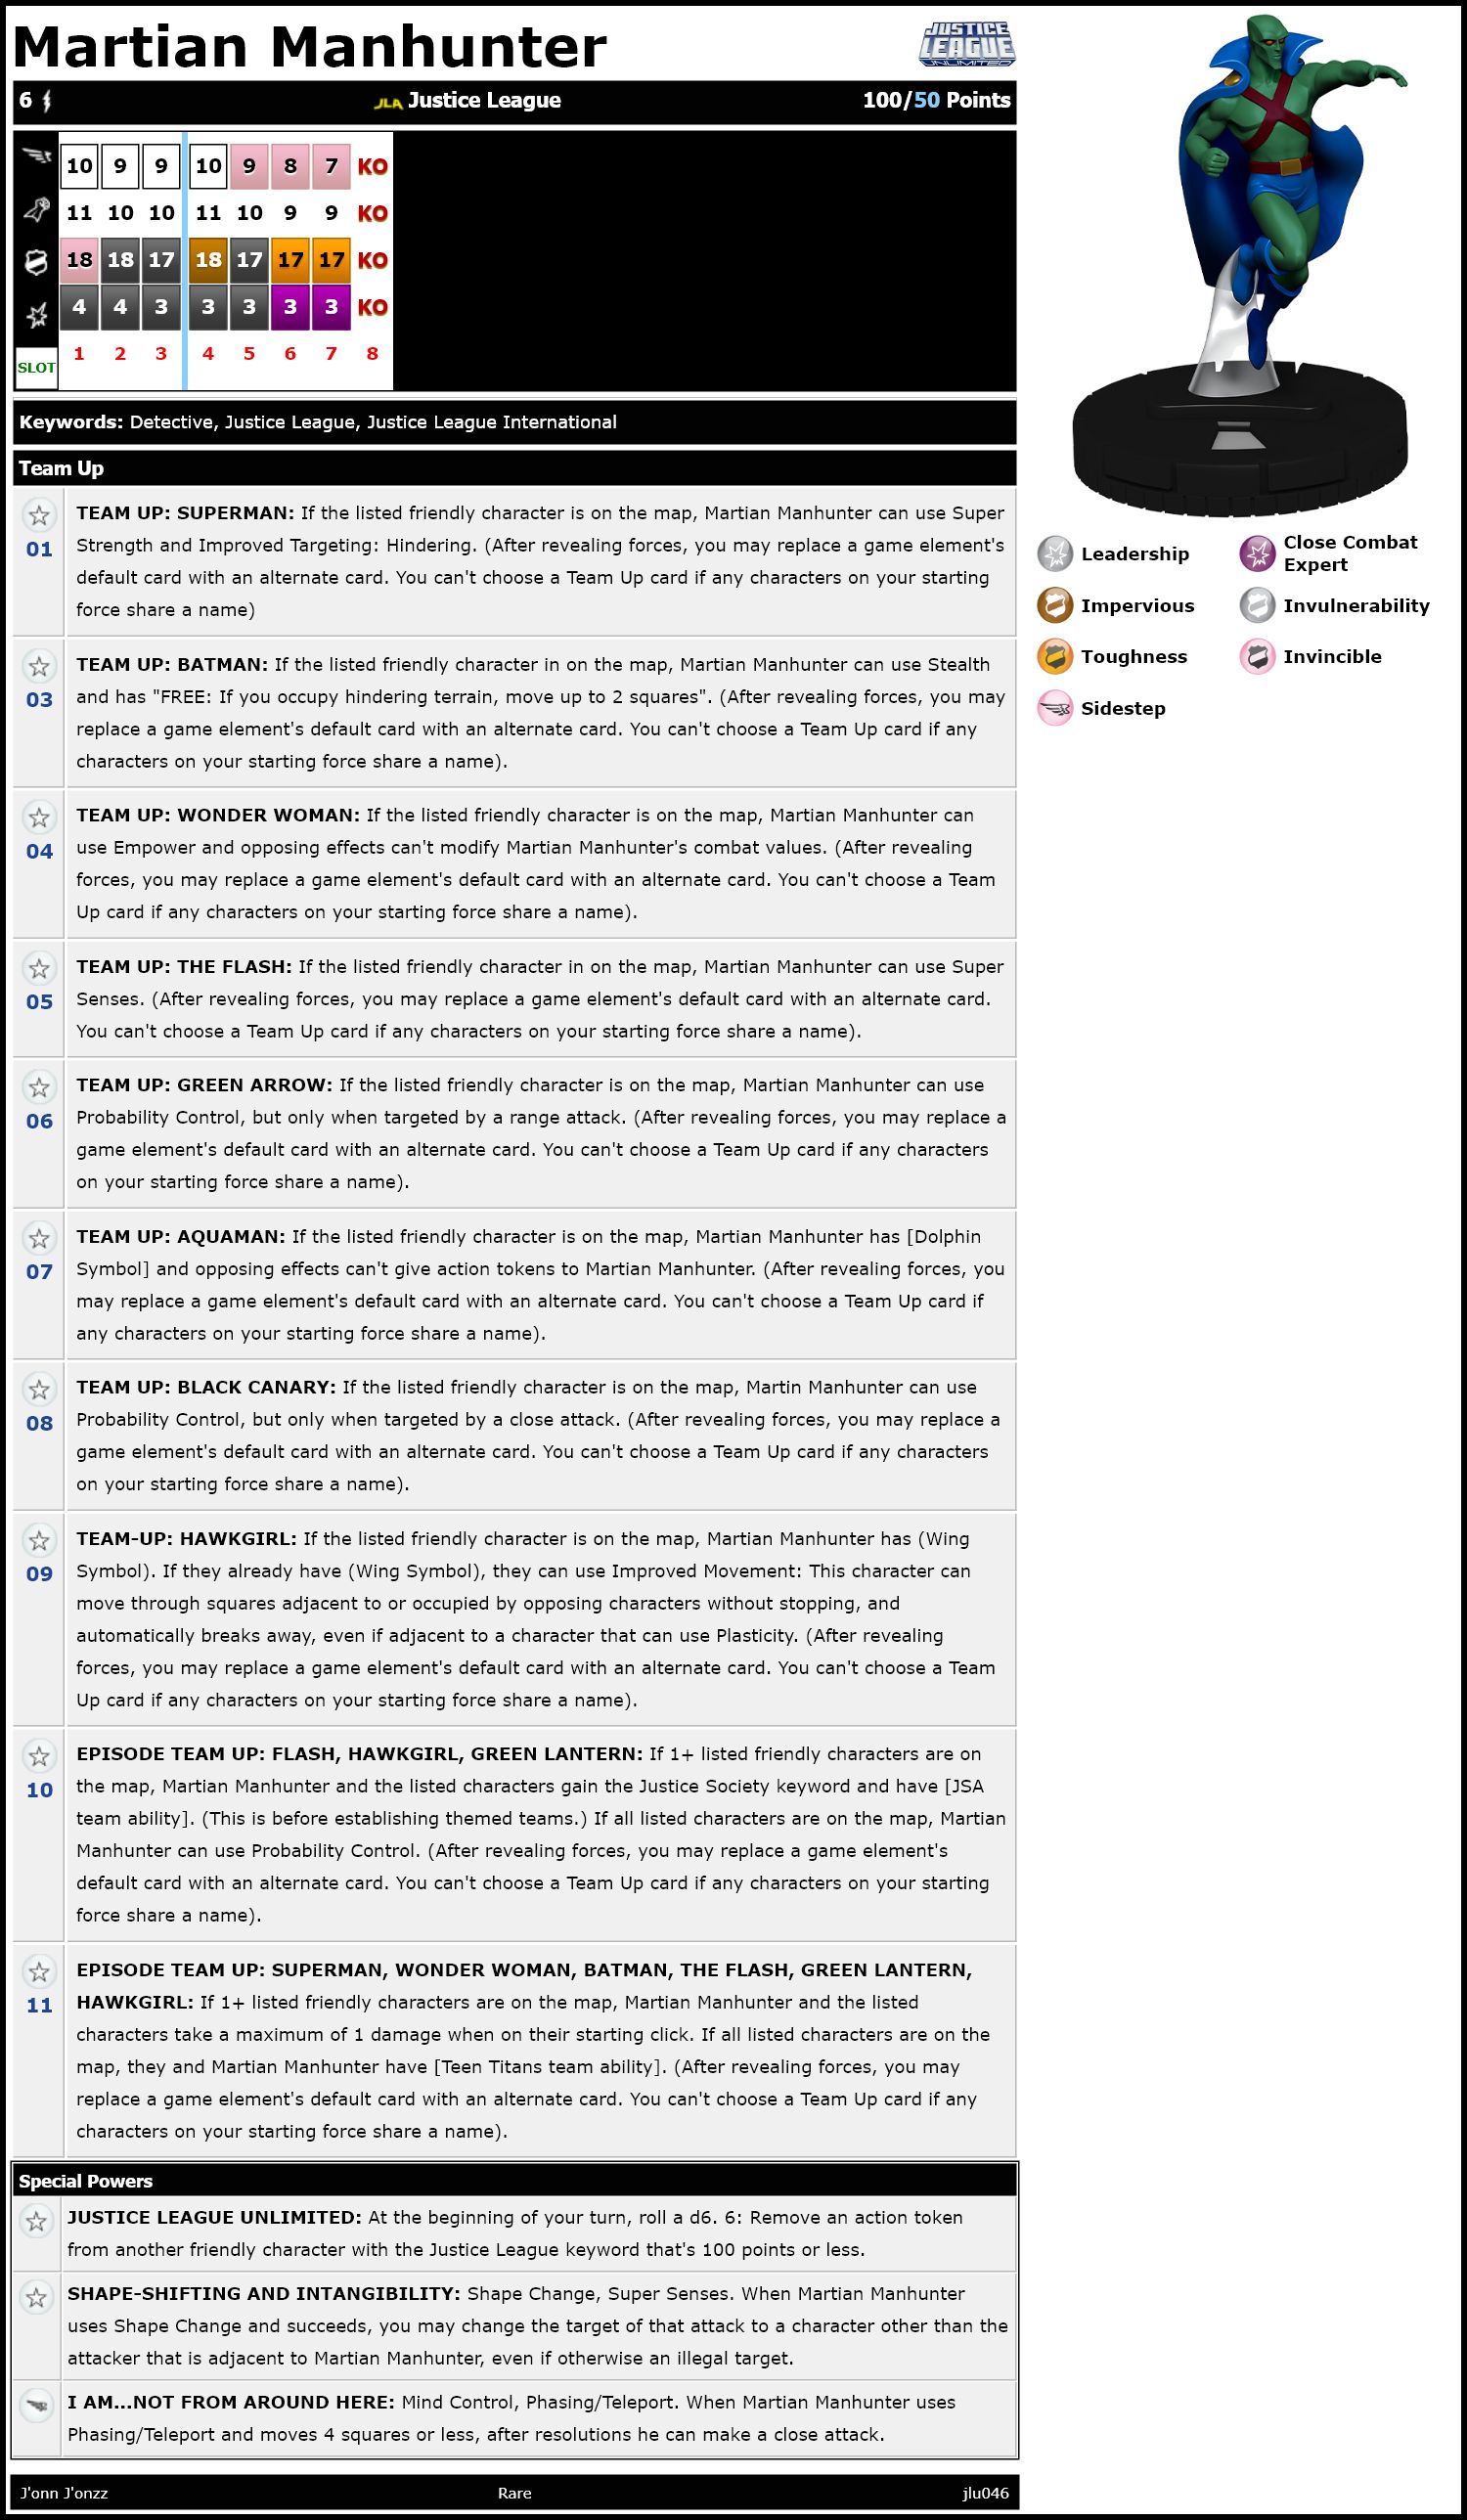 Martian Manhunter
JUSTICE LEAGUE UNLIMITED
6 JLA Justice League 100/50 Points
10 9 9 10 9 8 7 KO
11 10 10 11 10 9 9 KO
18 18 17 18 17 17 17 KO
4 4 3 3 3 3 3 KO
SLOT 1 2 3 4 5 6 7 8
Keywords: Detective, Justice League, Justice League International
Team Up
01
TEAM UP: SUPERMAN: If the listed friendly character is on the map, Martian Manhunter can use Super
Strength and Improved Targeting: Hindering. (After revealing forces, you may replace a game element's
default card with an alternate card. You can't choose a Team Up card if any characters on your starting
force share a name)
03
TEAM UP: BATMAN: If the listed friendly character in on the map, Martian Manhunter can use Stealth
and has "FREE: If you occupy hindering terrain, move up to 2 squares". (After revealing forces, you may
replace a game element's default card with an alternate card. You can't choose a Team Up card if any
characters on your starting force share a name).
04
TEAM UP: WONDER WOMAN: If the listed friendly character is on the map, Martian Manhunter can
use Empower and opposing effects can't modify Martian Manhunter's combat values. (After revealing
forces, you may replace a game element's default card with an alternate card. You can't choose a Team
Up card if any characters on your starting force share a name).
05
TEAM UP: THE FLASH: If the listed friendly character in on the map, Martian Manhunter can use Super
Senses. (After revealing forces, you may replace a game element's default card with an alternate card.
You can't choose a Team Up card if any characters on your starting force share a name).
06
TEAM UP: GREEN ARROW: If the listed friendly character is on the map, Martian Manhunter can use
Probability Control, but only when targeted by a range attack. (After revealing forces, you may replace a
game element's default card with an alternate card. You can't choose a Team Up card if any characters
on your starting force share a name).
07
TEAM UP: AQUAMAN: If the listed friendly character is on the map, Martian Manhunter has [Dolphin
Symbol] and opposing effects can't give action tokens to Martian Manhunter. (After revealing forces, you
may replace a game element's default card with an alternate card. You can't choose a Team Up card if
any characters on your starting force share a name).
08
TEAM UP: BLACK CANARY: If the listed friendly character is on the map, Martin Manhunter can use
Probability Control, but only when targeted by a close attack. (After revealing forces, you may replace a
game element's default card with an alternate card. You can't choose a Team Up card if any characters
on your starting force share a name).
09
TEAM-UP: HAWKGIRL: If the listed friendly character is on the map, Martian Manhunter has (Wing
Symbol). If they already have (Wing Symbol), they can use Improved Movement: This character can
move through squares adjacent to or occupied by opposing characters without stopping, and
automatically breaks away, even if adjacent to a character that can use Plasticity. (After revealing
forces, you may replace a game element's default card with an alternate card. You can't choose a Team
Up card if any characters on your starting force share a name).
10
EPISODE TEAM UP: FLASH, HAWKGIRL, GREEN LANTERN: If 1+ listed friendly characters are on
the map, Martian Manhunter and the listed characters gain the Justice Society keyword and have [JSA
team ability]. (This is before establishing themed teams.) If all listed characters are on the map, Martian
Manhunter can use Probability Control. (After revealing forces, you may replace a game element's
default card with an alternate card. You can't choose a Team Up card if any characters on your starting
force share a name).
11
EPISODE TEAM UP: SUPERMAN, WONDER WOMAN, BATMAN, THE FLASH, GREEN LANTERN,
HAWKGIRL: If 1+ listed friendly characters are on the map, Martian Manhunter and the listed
characters take a maximum of 1 damage when on their starting click. If all listed characters are on the
map, they and Martian Manhunter have [Teen Titans team ability]. (After revealing forces, you may
replace a game element's default card with an alternate card. You can't choose a Team Up card if any
characters on your starting force share a name).
Special Powers
JUSTICE LEAGUE UNLIMITED: At the beginning of your turn, roll a d6. 6: Remove an action token
from another friendly character with the Justice League keyword that's 100 points or less.
SHAPE-SHIFTING AND INTANGIBILITY: Shape Change, Super Senses. When Martian Manhunter
uses Shape Change and succeeds, you may change the target of that attack to a character other than the
attacker that is adjacent to Martian Manhunter, even if otherwise an illegal target.
I AM...NOT FROM AROUND HERE: Mind Control, Phasing/Teleport. When Martian Manhunter uses
Phasing/Teleport and moves 4 squares or less, after resolutions he can make a close attack.
J'onn J'onzz Rare jlu046
Leadership
Close Combat
Expert
Impervious
Invulnerability
Toughness
Invincible
Sidestep